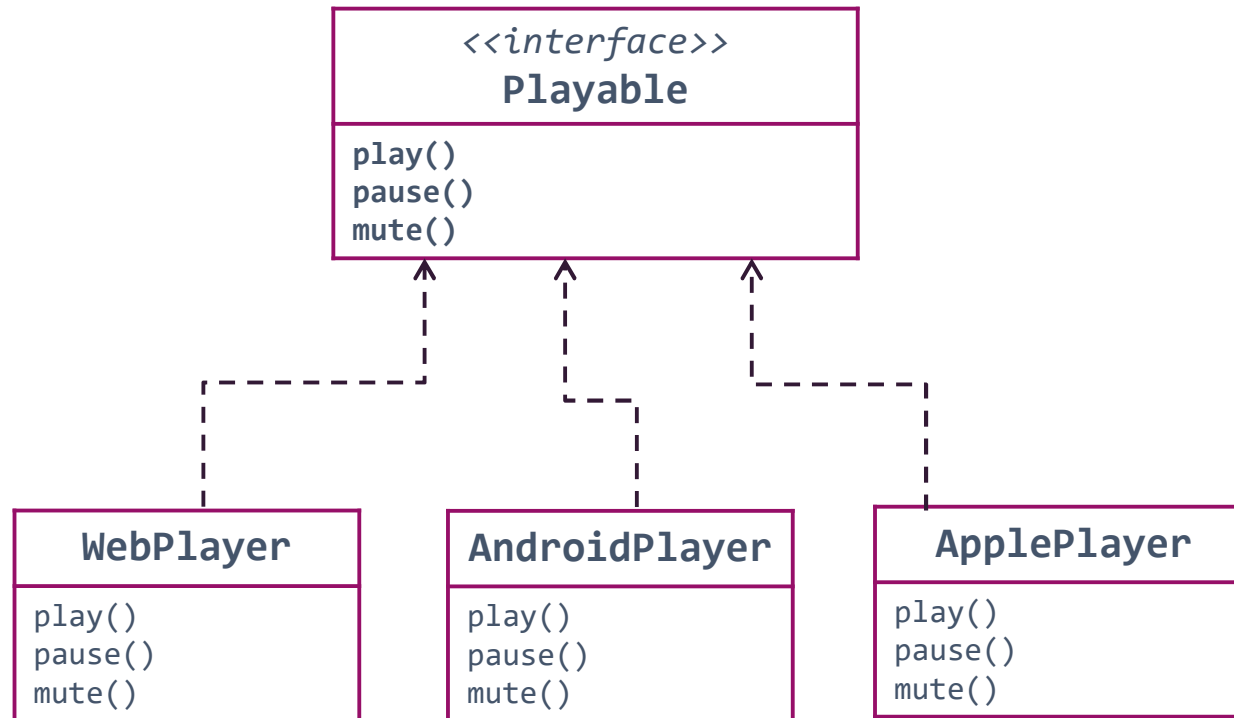 <<interface>>
Playable
play()
pause()
mute()
WebPlayer
play()
pause()
mute()
AndroidPlayer
play()
pause()
mute()
ApplePlayer
play()
pause()
mute()